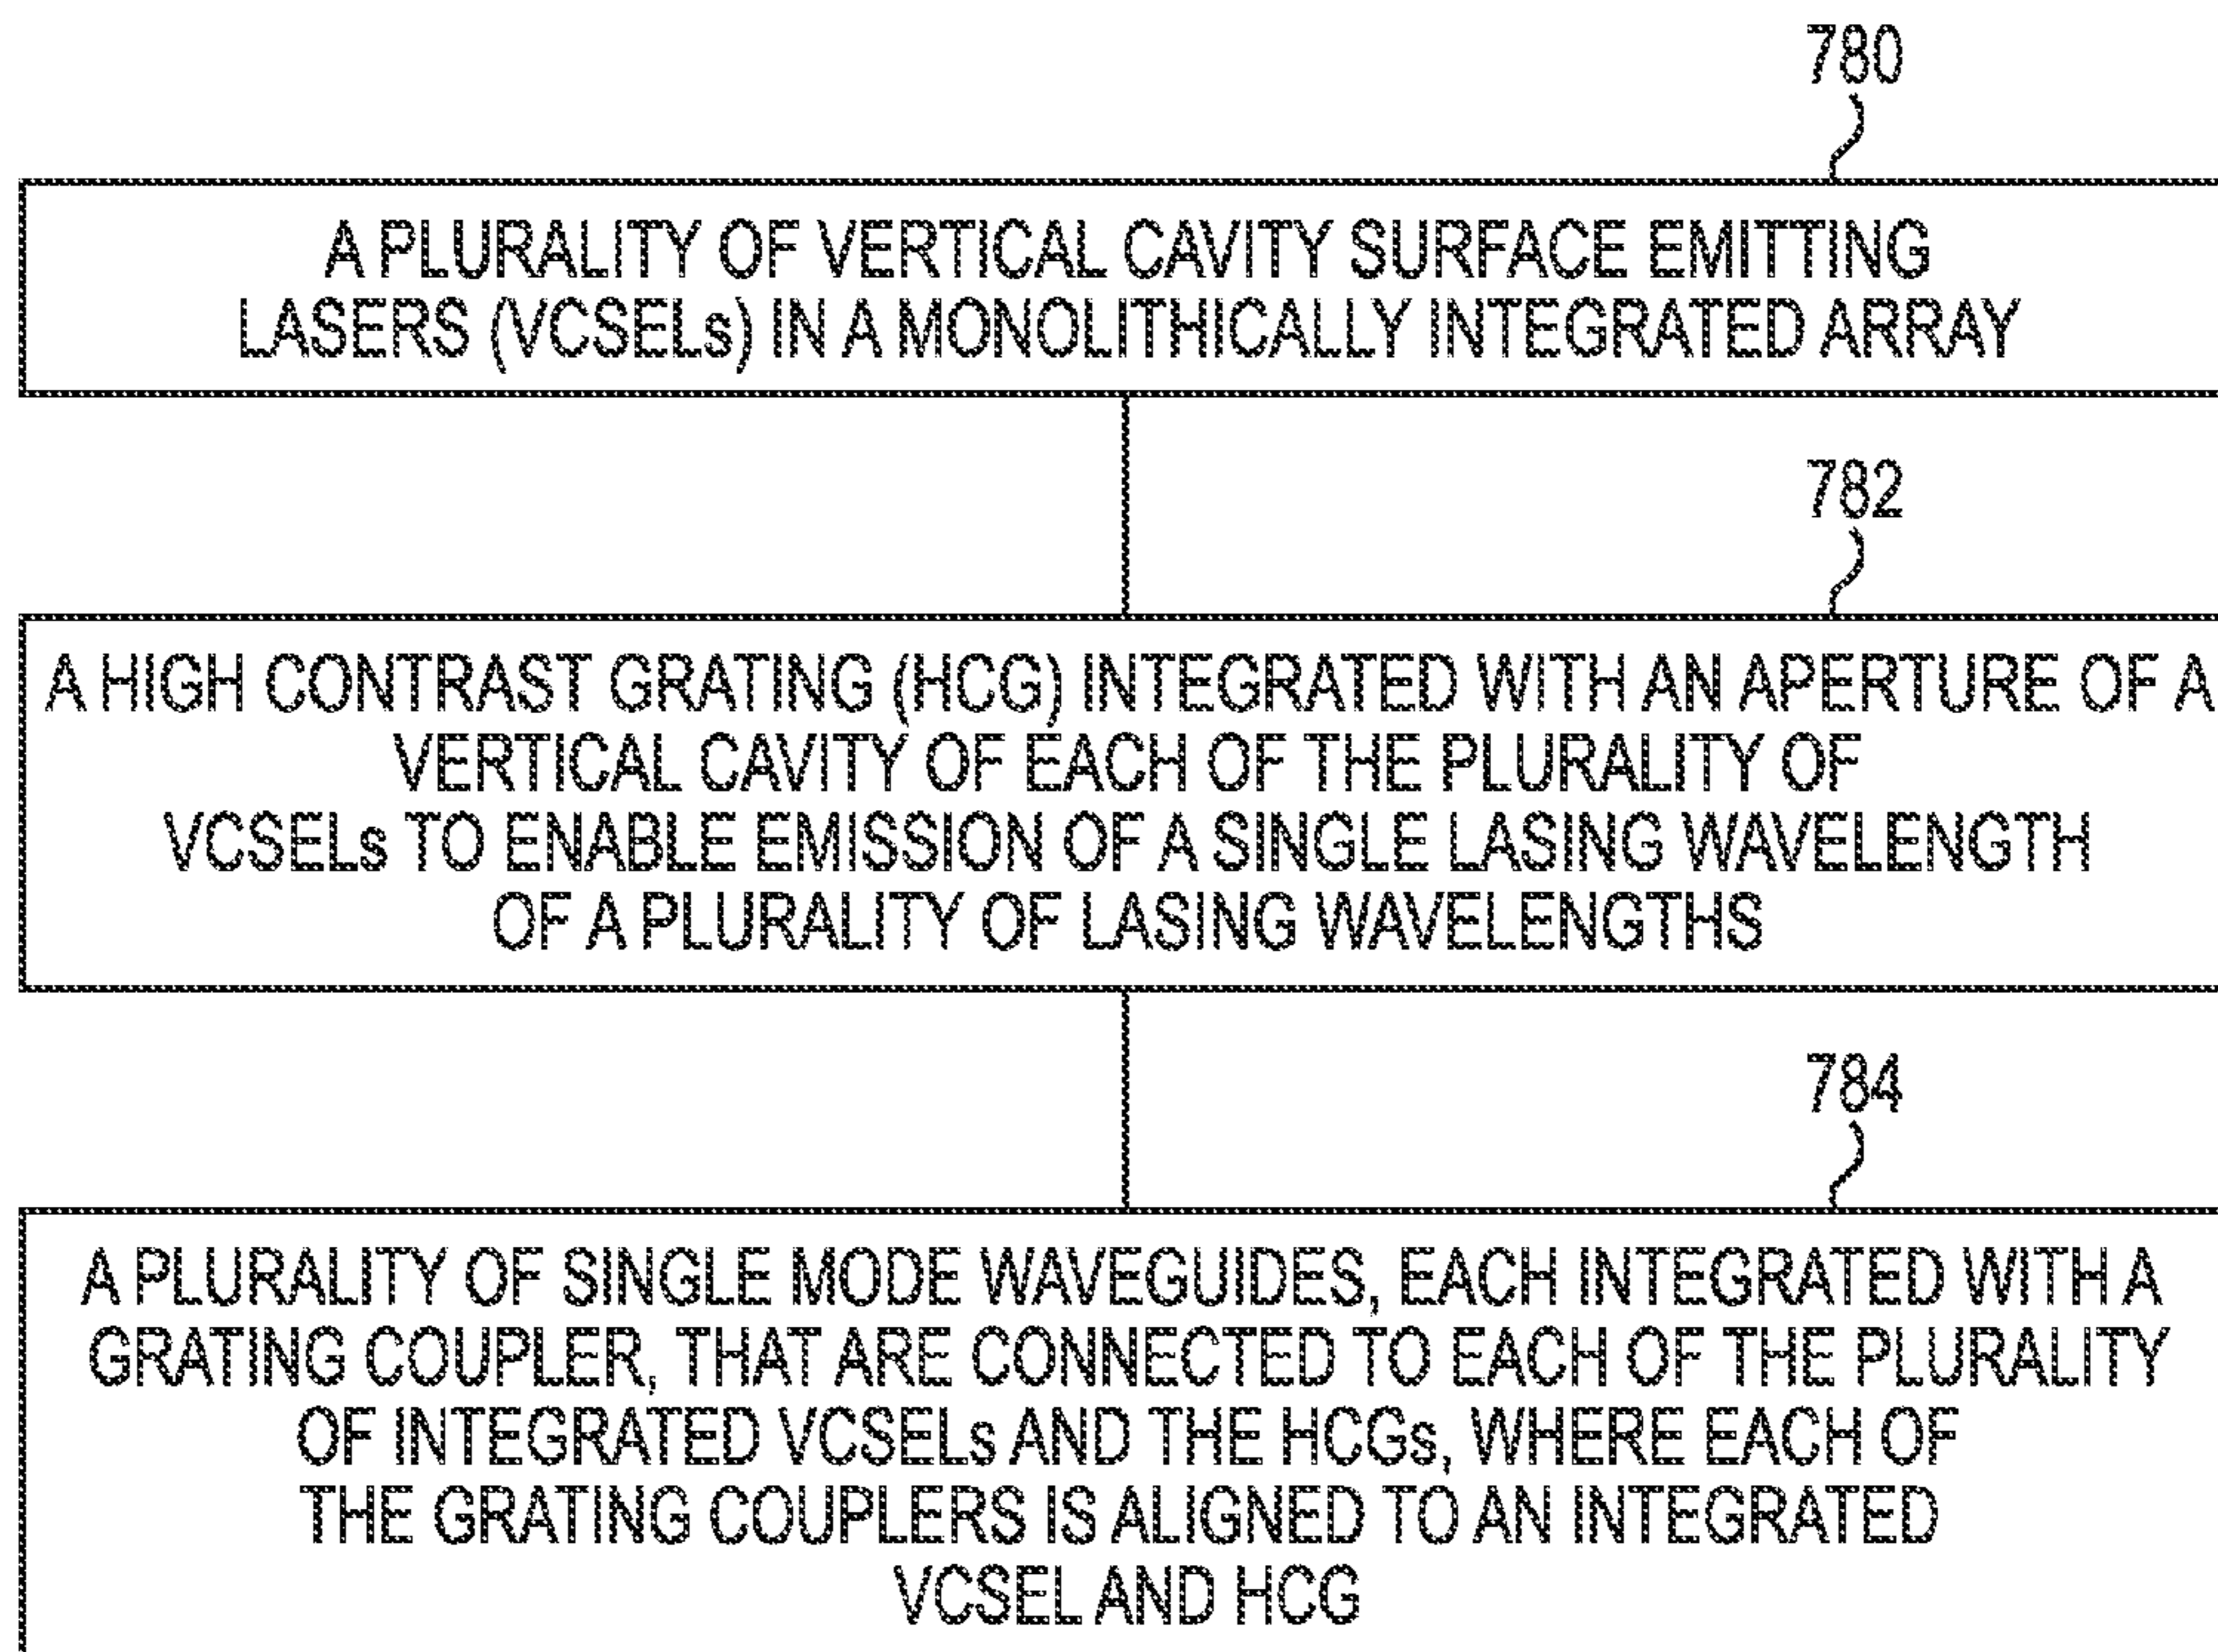 780
A PLURALITY OF VERTICAL CAVITY SURFACE EMITTING
LASERS (VCSELs) IN A MONOLITHICALLY INTEGRATED ARRAY
782
A HIGH CONTRAST GRATING (HCG) INTEGRATED WITH AN APERTURE OF A
VERTICAL CAVITY OF EACH OF THE PLURALITY OF
VCSELs TO ENABLE EMISSION OF A SINGLE LASING WAVELENGTH
OF A PLURALITY OF LASING WAVELENGTHS
784
A PLURALITY OF SINGLE MODE WAVEGUIDES, EACH INTEGRATED WITH A
GRATING COUPLER, THAT ARE CONNECTED TO EACH OF THE PLURALITY
OF INTEGRATED VCSELs AND THE HCGs, WHERE EACH OF
THE GRATING COUPLERS IS ALIGNED TO AN INTEGRATED
VCSEL AND HCG